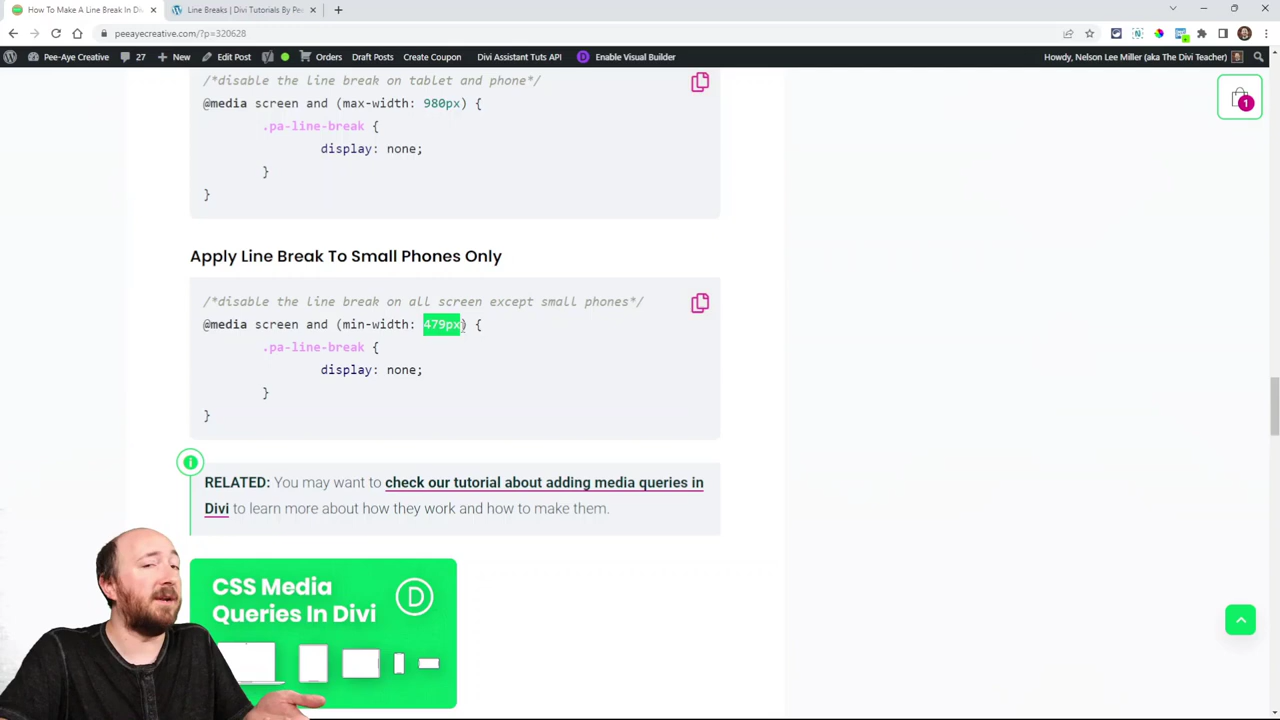 How To Make A Line Break In Di
Line Breaks | Divi Tutorials By Pe
peeayecreative.com/?p=320628
Pee-Aye Creative 27 New Edit Post Orders Draft Posts Create Coupon Divi Assistant Tuts API D Enable Visual Builder Howdy, Nelson Lee Miller (aka The Divi Teacher)
/*disable the line break on tablet and phone*/
@media screen and (max-width: 980px) {
.pa-line-break {
display: none;
}
}
1
Apply Line Break To Small Phones Only
/*disable the line break on all screen except small phones*/
@media screen and (min-width: 479px) {
.pa-line-break {
display: none;
}
}
RELATED: You may want to check our tutorial about adding media queries in
Divi to learn more about how they work and how to make them.
CSS Media
Queries In Divi
D